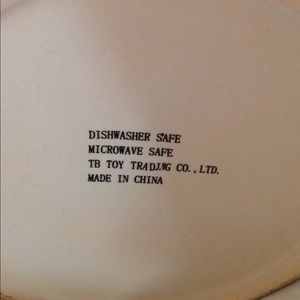 DISHWASHER SAFE
MICROWAVE SAFE
TB TOY TRADING CO.,LTD.
MADE IN CHINA